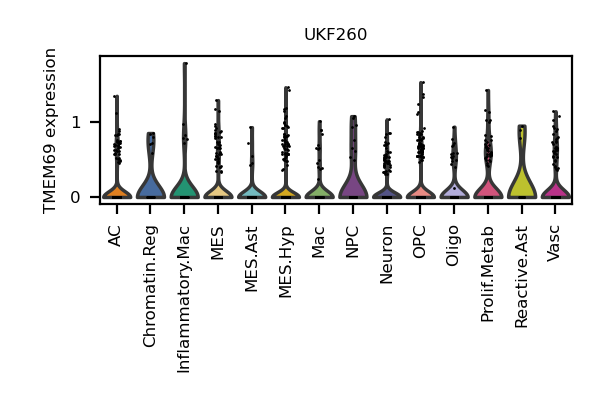 UKF260
TMEM69 expression
1
0
AC
Chromatin.Reg
Inflammatory.Mac
MES
MES.Ast
MES.Hyp
Mac
NPC
Neuron
OPC
Oligo
Prolif.Metab
Reactive.Ast
Vasc